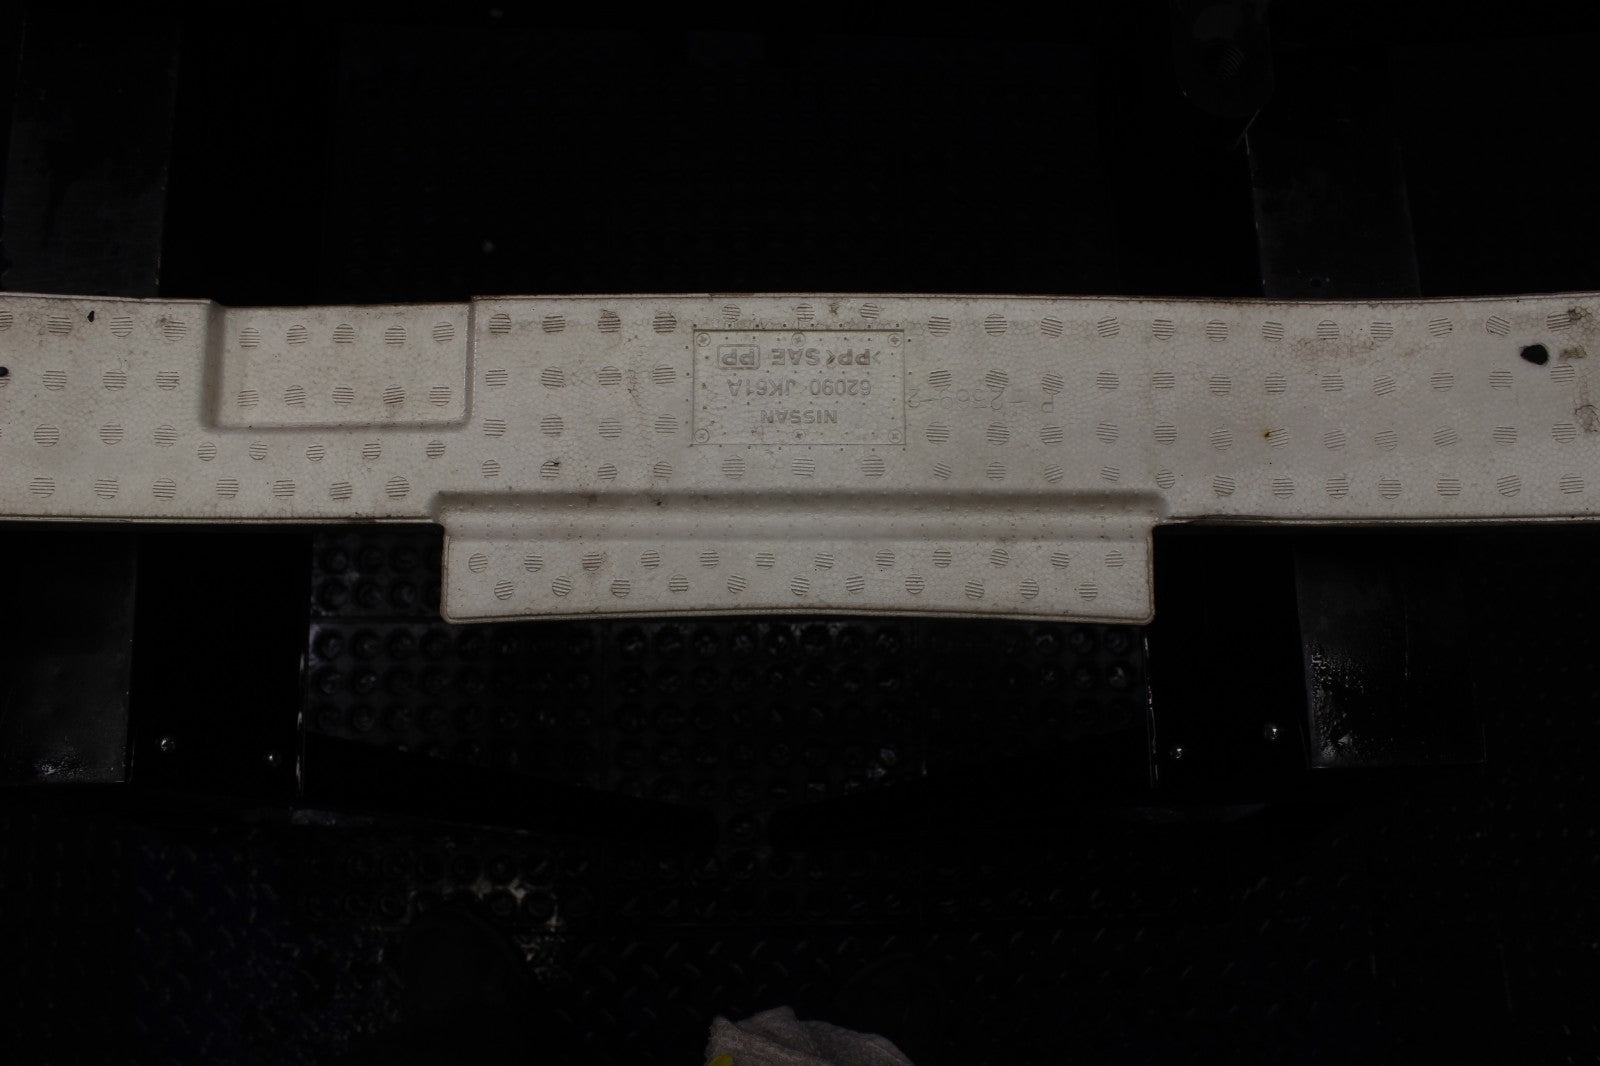 NISSAN
62090 JK61A
>PP< SAE PP